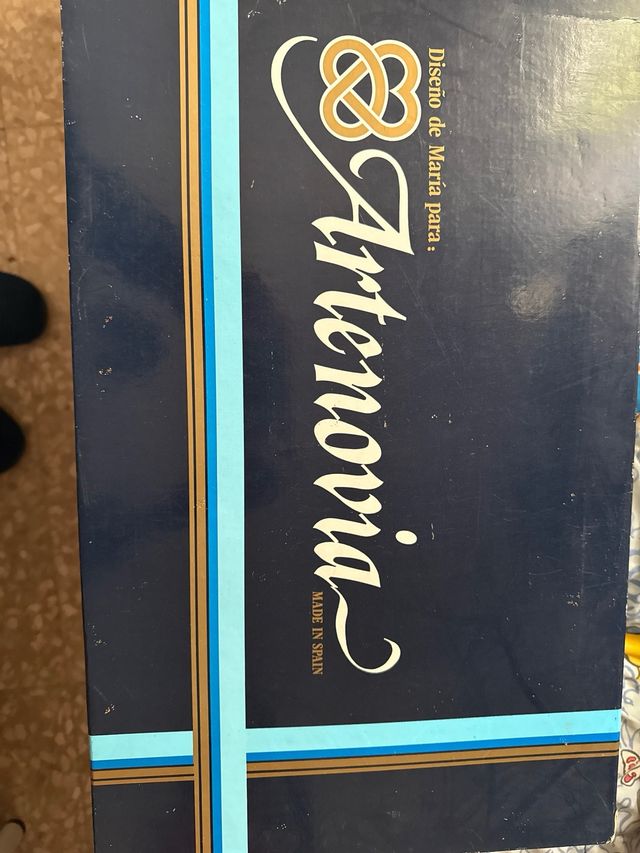 Diseño de María para:
Artenovia
MADE IN SPAIN